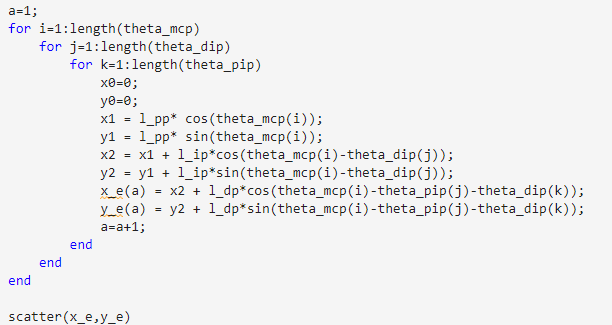 a=1;
for i=1:length(theta_mcp)
    for j=1:length(theta_dip)
        for k=1:length(theta_pip)
            x0=0;
            y0=0;
            x1 = l_pp* cos(theta_mcp(i));
            y1 = l_pp* sin(theta_mcp(i));
            x2 = x1 + l_ip*cos(theta_mcp(i)-theta_dip(j));
            y2 = y1 + l_ip*sin(theta_mcp(i)-theta_dip(j));
            x_e(a) = x2 + l_dp*cos(theta_mcp(i)-theta_pip(j)-theta_dip(k));
            y_e(a) = y2 + l_dp*sin(theta_mcp(i)-theta_pip(j)-theta_dip(k));
            a=a+1;
        end
    end
end
scatter(x_e,y_e)